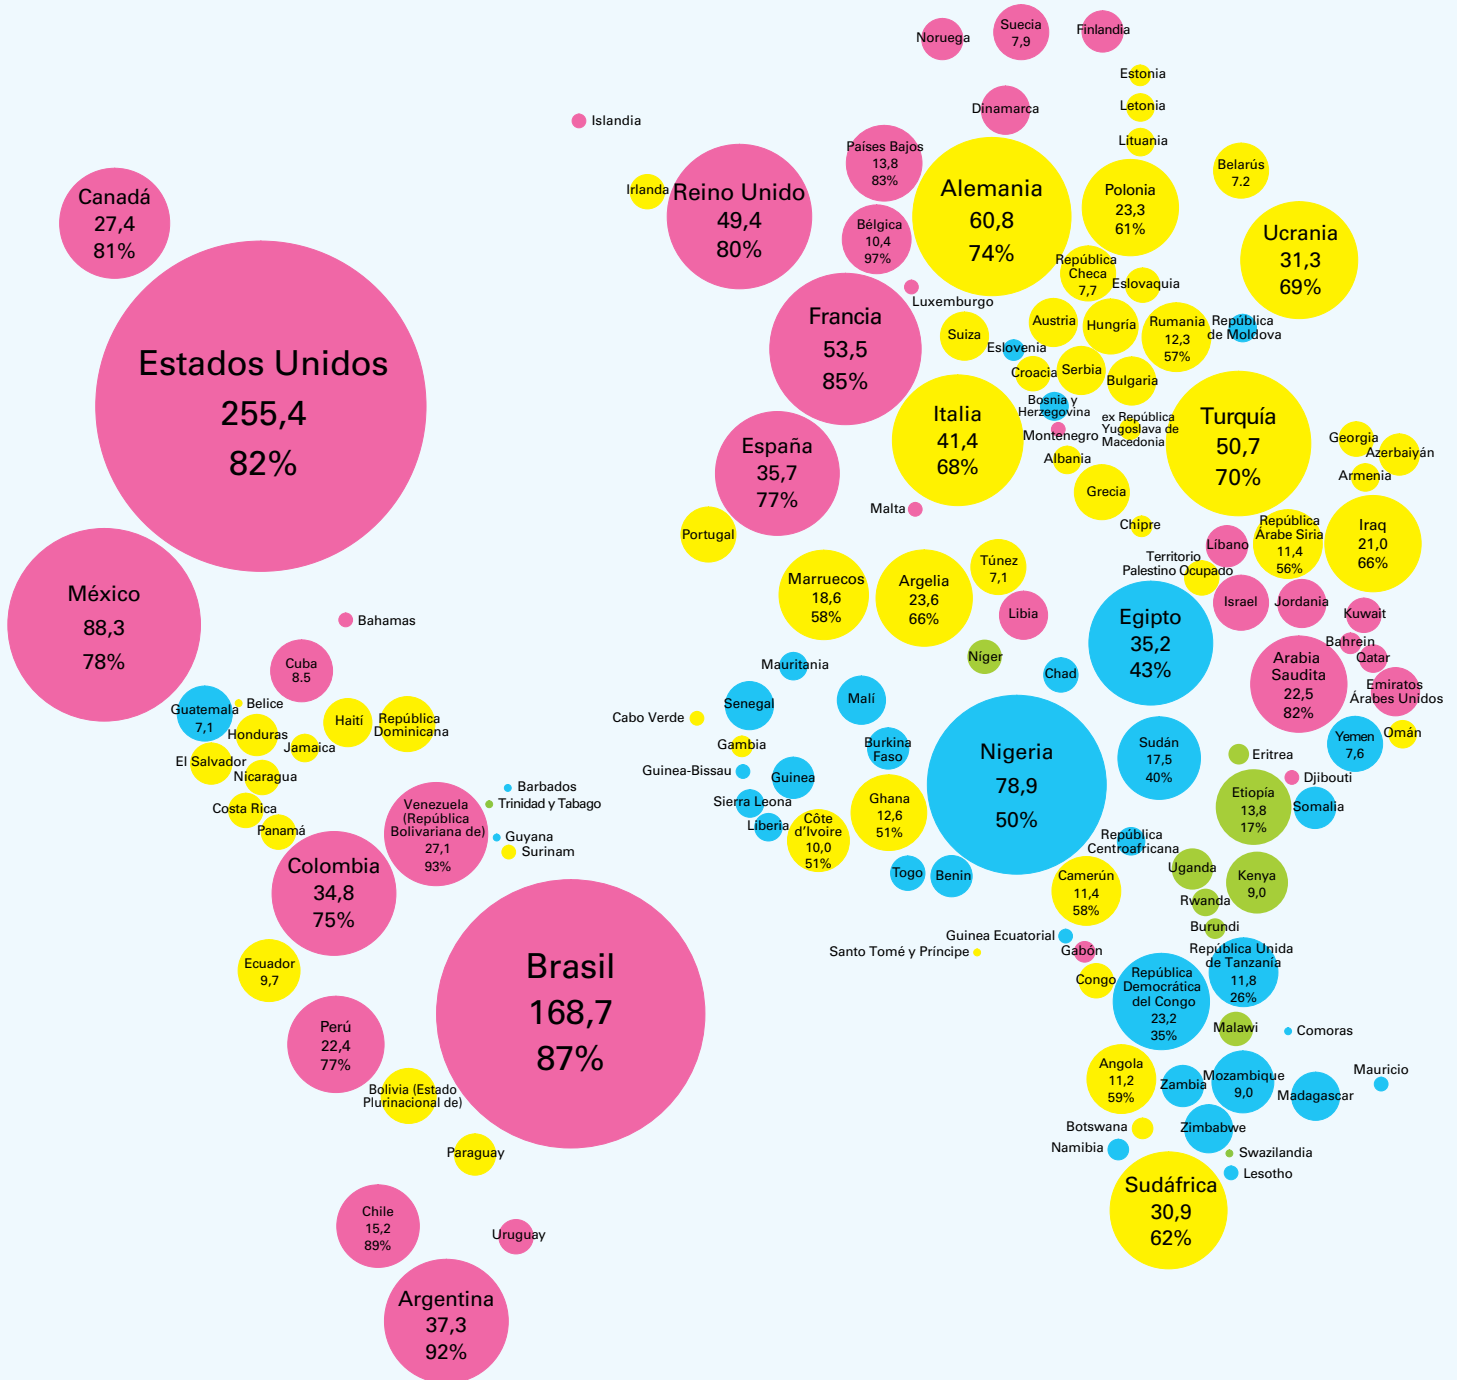 Noruega
Suecia
7,9
Finlandia
Estonia
Letonia
Lituania
Dinamarca
Islandia
Países Bajos
13,8
83%
Irlanda
Reino Unido
49,4
80%
Bélgica
10,4
97%
Alemania
60,8
74%
Polonia
23,3
61%
Belarús
7.2
Ucrania
31,3
69%
Canadá
27,4
81%
Estados Unidos
255,4
82%
Luxemburgo
República
Checa
7,7
Eslovaquia
Francia
53,5
85%
Suiza
Austria
Hungría
Rumania
12,3
57%
República
de Moldova
Eslovenia
Croacia
Serbia
Bulgaria
Bosnia y
Herzegovina
Montenegro
ex República
Yugoslava de
Macedonia
Albania
Grecia
Italia
41,4
68%
España
35,7
77%
Portugal
Malta
Chipre
Turquía
50,7
70%
Georgia
Azerbaiyán
Armenia
República
Árabe Siria
11,4
56%
Iraq
21,0
66%
Líbano
Territorio
Palestino Ocupado
Israel
Jordania
Kuwait
Bahrein
Qatar
Arabia
Saudita
22,5
82%
Emiratos
Árabes Unidos
Omán
Yemen
7,6
México
88,3
78%
Bahamas
Cuba
8.5
Guatemala
7,1
Belice
Honduras
Jamaica
Haití
República
Dominicana
El Salvador
Nicaragua
Costa Rica
Panamá
Barbados
Trinidad y Tabago
Venezuela
(República
Bolivariana de)
27,1
93%
Guyana
Surinam
Colombia
34,8
75%
Ecuador
9,7
Brasil
168,7
87%
Perú
22,4
77%
Bolivia (Estado
Plurinacional de)
Paraguay
Chile
15,2
89%
Uruguay
Argentina
37,3
92%
Marruecos
18,6
58%
Argelia
23,6
66%
Túnez
7,1
Libia
Egipto
35,2
43%
Níger
Chad
Mauritania
Senegal
Malí
Cabo Verde
Gambia
Burkina
Faso
Guinea-Bissau
Guinea
Sierra Leona
Liberia
Côte
d’Ivoire
10,0
51%
Ghana
12,6
51%
Togo
Benin
Nigeria
78,9
50%
Sudán
17,5
40%
Eritrea
Djibouti
Etiopía
13,8
17%
Somalia
República
Centroafricana
Camerún
11,4
58%
Uganda
Kenya
9,0
Rwanda
Burundi
Guinea Ecuatorial
Santo Tomé y Príncipe
Gabón
Congo
República
Democrática
del Congo
23,2
35%
República Unida
de Tanzanía
11,8
26%
Malawi
Comoras
Angola
11,2
59%
Zambia
Mozambique
9,0
Madagascar
Mauricio
Botswana
Zimbabwe
Namibia
Swazilandia
Lesotho
Sudáfrica
30,9
62%